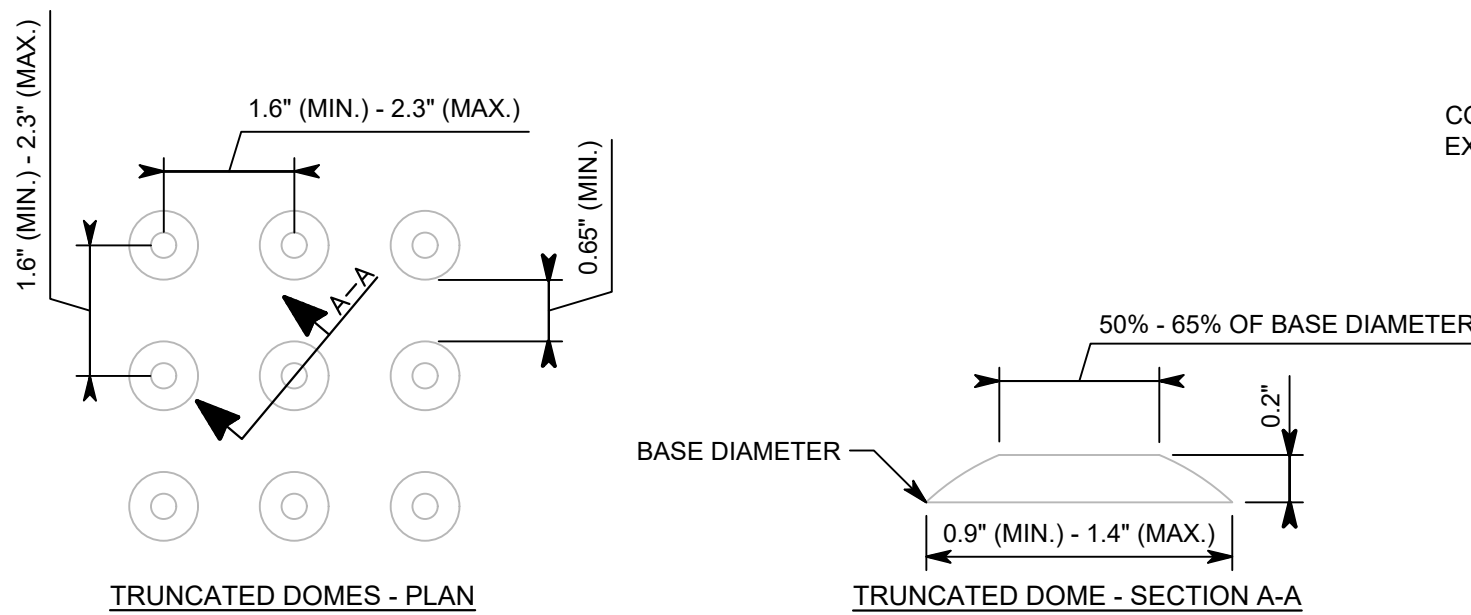 1.6" (MIN.) - 2.3" (MAX.)
1.6" (MIN.) - 2.3" (MAX.)
0.65" (MIN.)
A-A
TRUNCATED DOMES - PLAN
CO
EX
50% - 65% OF BASE DIAMETER
0.2"
BASE DIAMETER
0.9" (MIN.) - 1.4" (MAX.)
TRUNCATED DOME - SECTION A-A